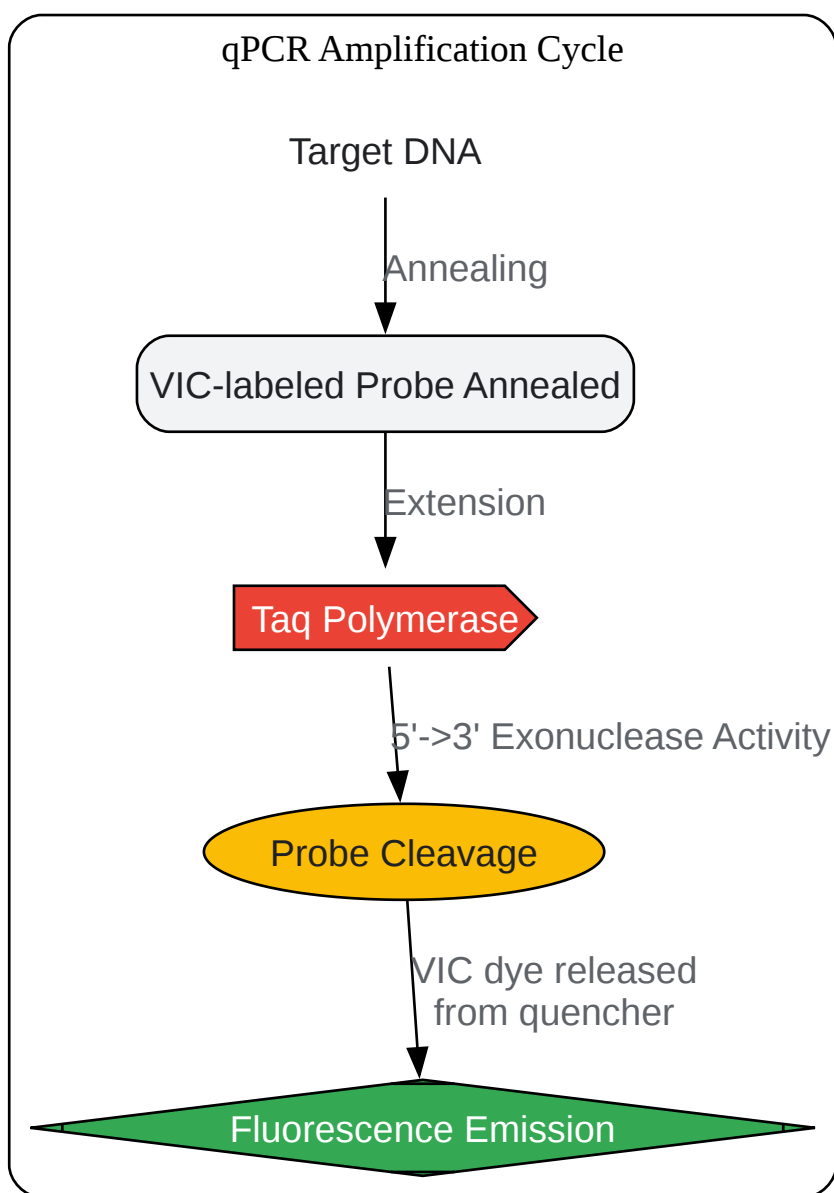 qPCR Amplification Cycle
Target DNA
Annealing
VIC-labeled Probe Annealed
Extension
Taq Polymerase
5'->3' Exonuclease Activity
Probe Cleavage
VIC dye released
from quencher
Fluorescence Emission